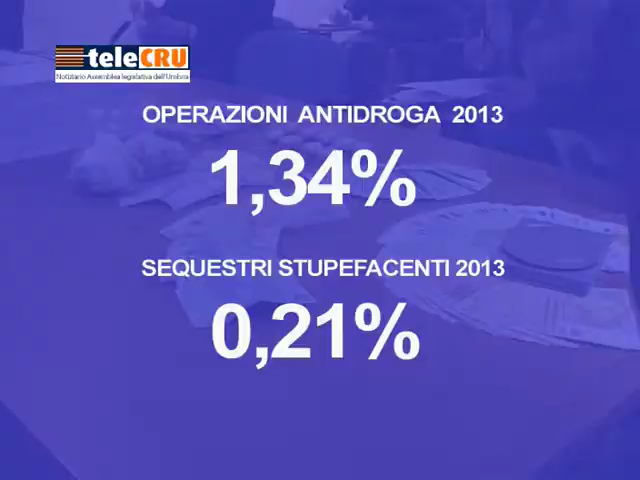 teleCRU
Notiziario Assemblea legislativa dell'Umbria
OPERAZIONI ANTIDROGA 2013
1,34%
SEQUESTRI STUPEFACENTI 2013
0,21%